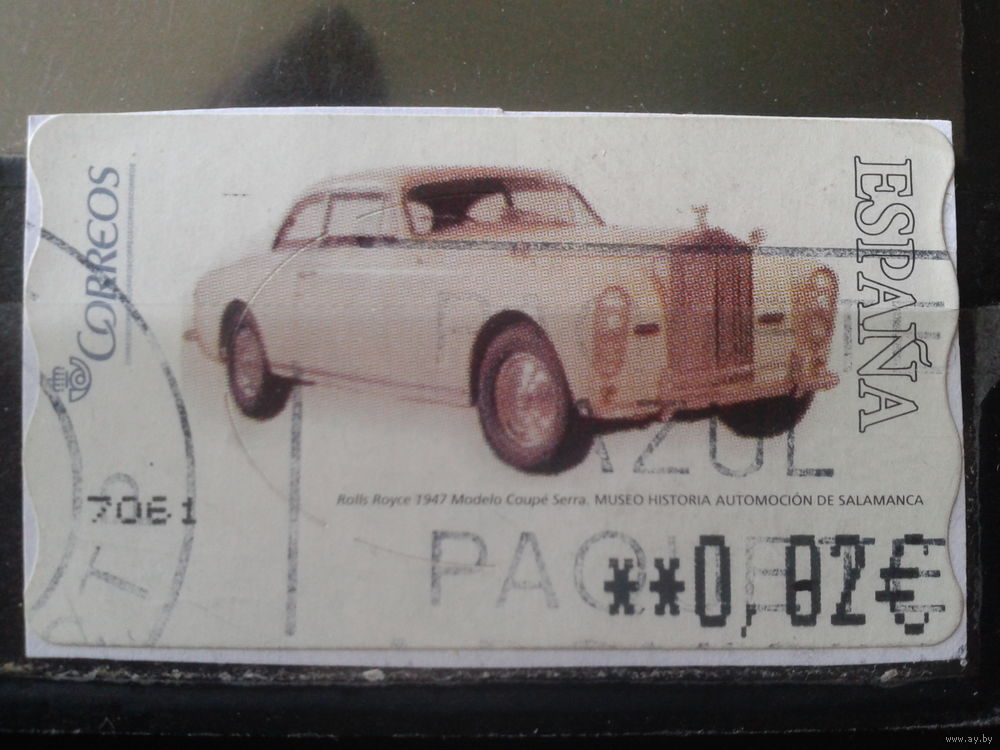 CORREOS
ESPAÑA
AZUL
7061
Rolls Royce 1947 Modelo Coupé Serra. MUSEO HISTORIA AUTOMOCIÓN DE SALAMANCA
**0,82€
www.ay.by